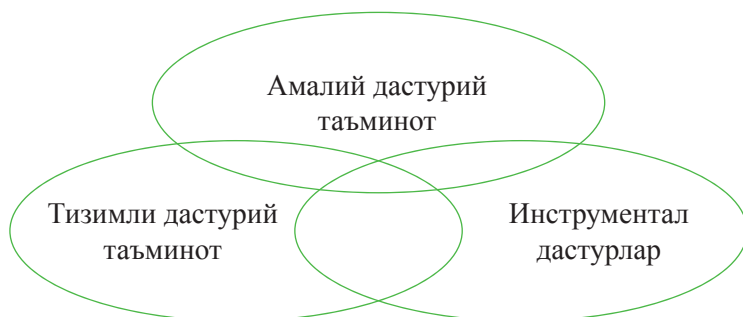 Амалий дастурий
таъминот
Тизимли дастурий
таъминот
Инструментал
дастурлар